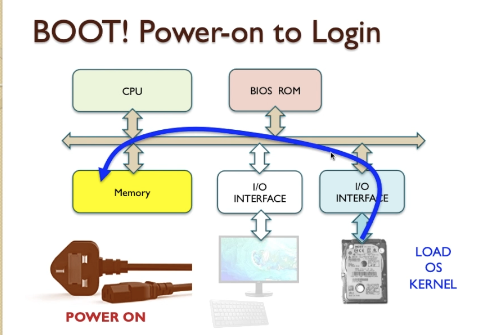 BOOT! Power-on to Login
CPU
BIOS ROM
Memory
I/O
INTERFACE
I/O
INTERFACE
POWER ON
LOAD
OS
KERNEL